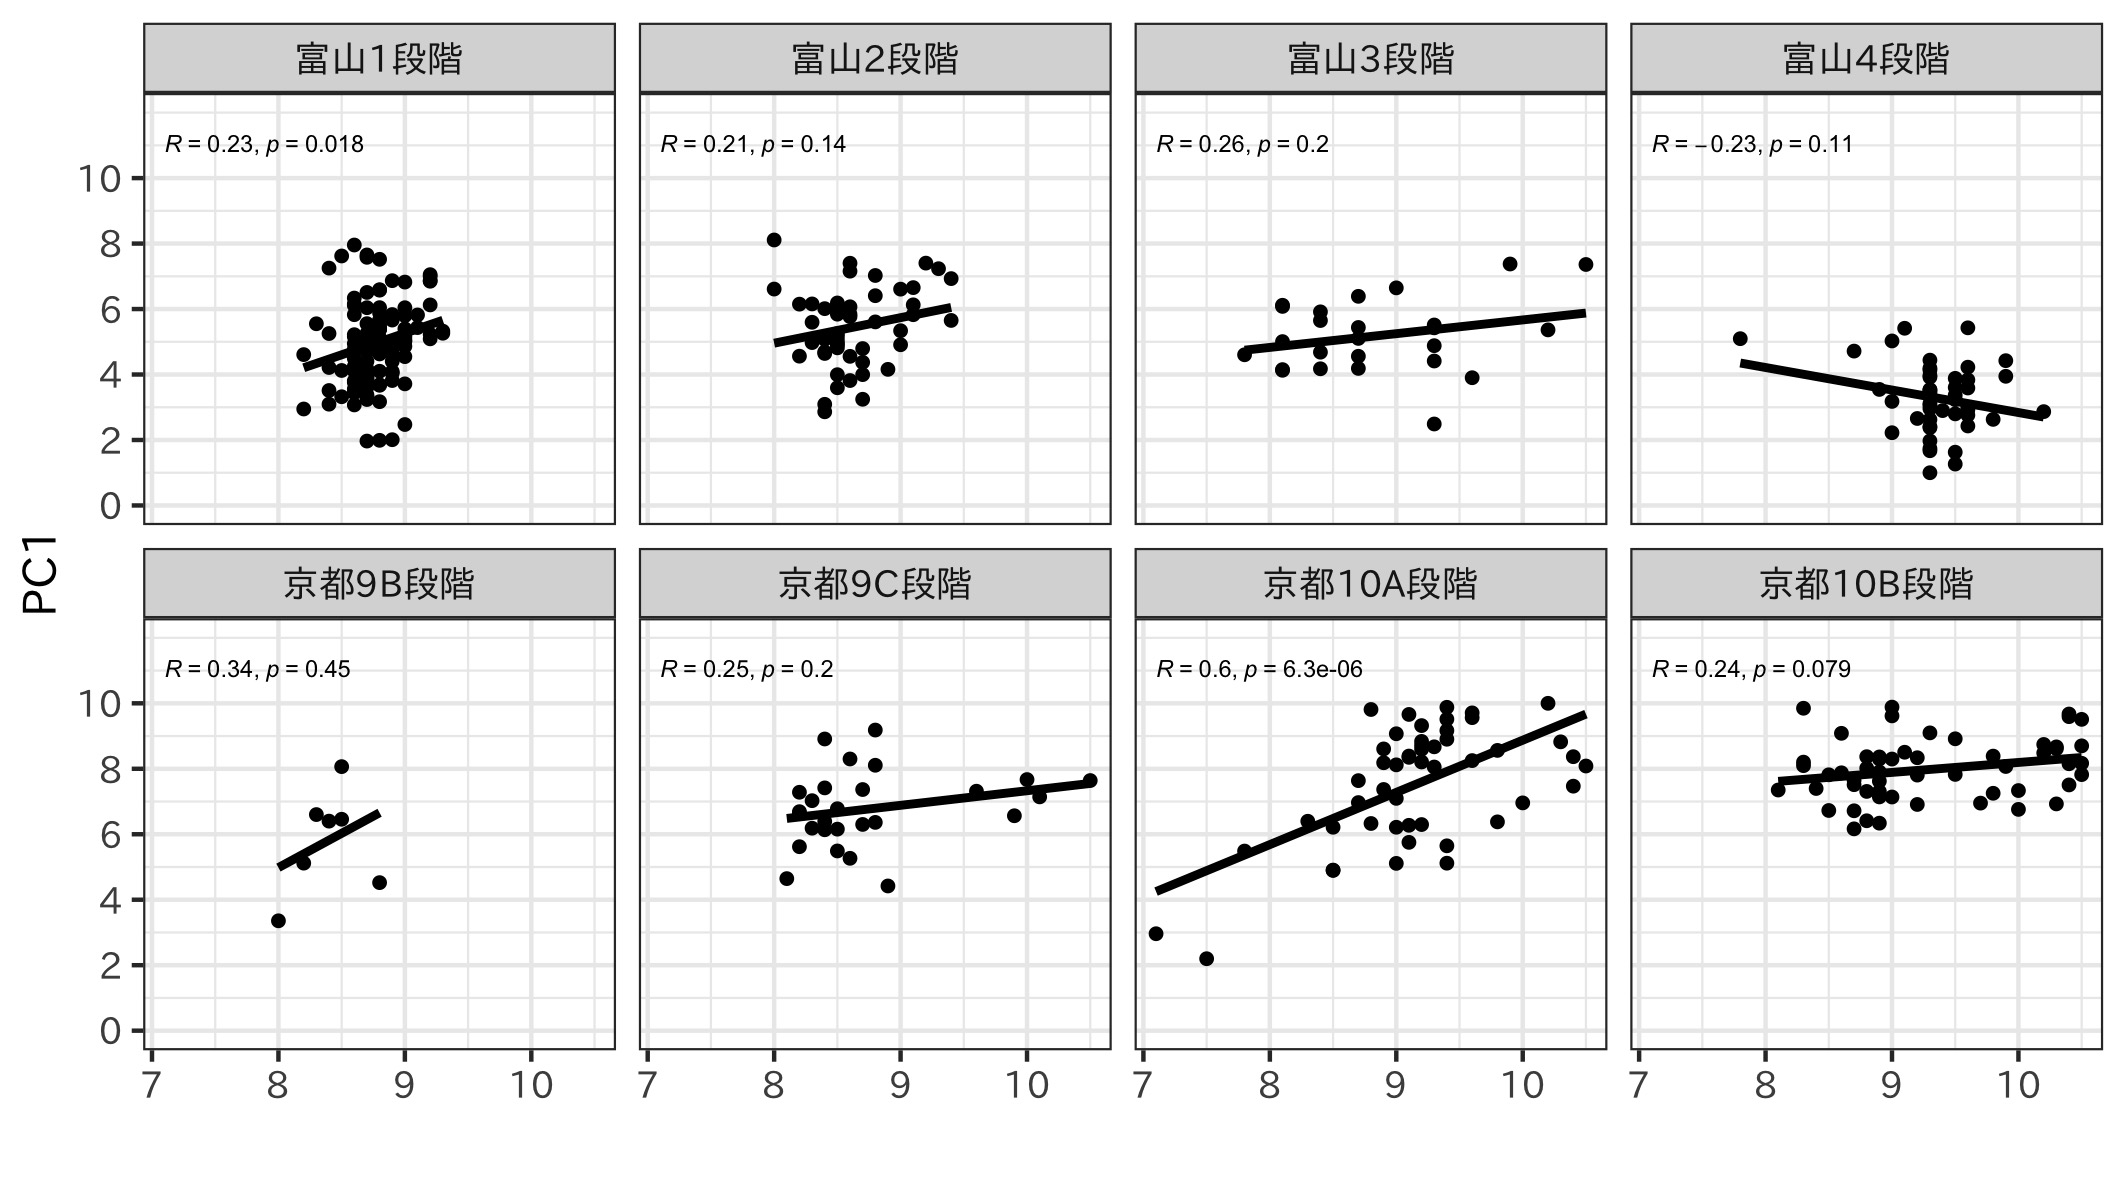 富山1段階 富山2段階 富山3段階 富山4段階
R = 0.23, p = 0.018 R = 0.21, p = 0.14 R = 0.26, p = 0.2 R = −0.23, p = 0.11
10
8
6
4
2
0
PC1
京都9B段階 京都9C段階 京都10A段階 京都10B段階
R = 0.34, p = 0.45 R = 0.25, p = 0.2 R = 0.6, p = 6.3e-06 R = 0.24, p = 0.079
10
8
6
4
2
0
7 8 9 10 7 8 9 10 7 8 9 10 7 8 9 10